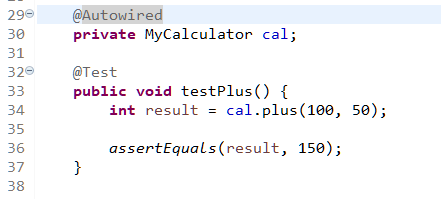 29 @Autowired
30 private MyCalculator cal;
31
32 @Test
33 public void testPlus() {
34 int result = cal.plus(100, 50);
35
36 assertEquals(result, 150);
37 }
38